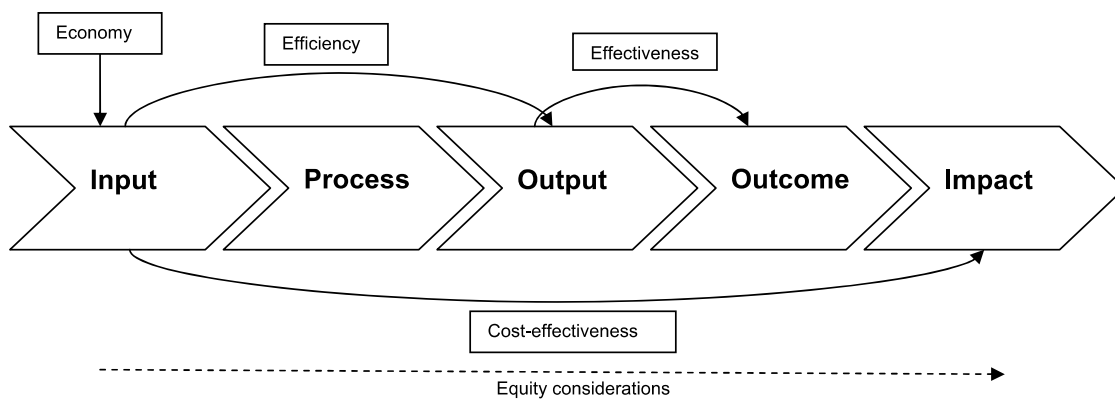 Economy
Efficiency
Effectiveness
Input
Process
Output
Outcome
Impact
Cost-effectiveness
Equity considerations